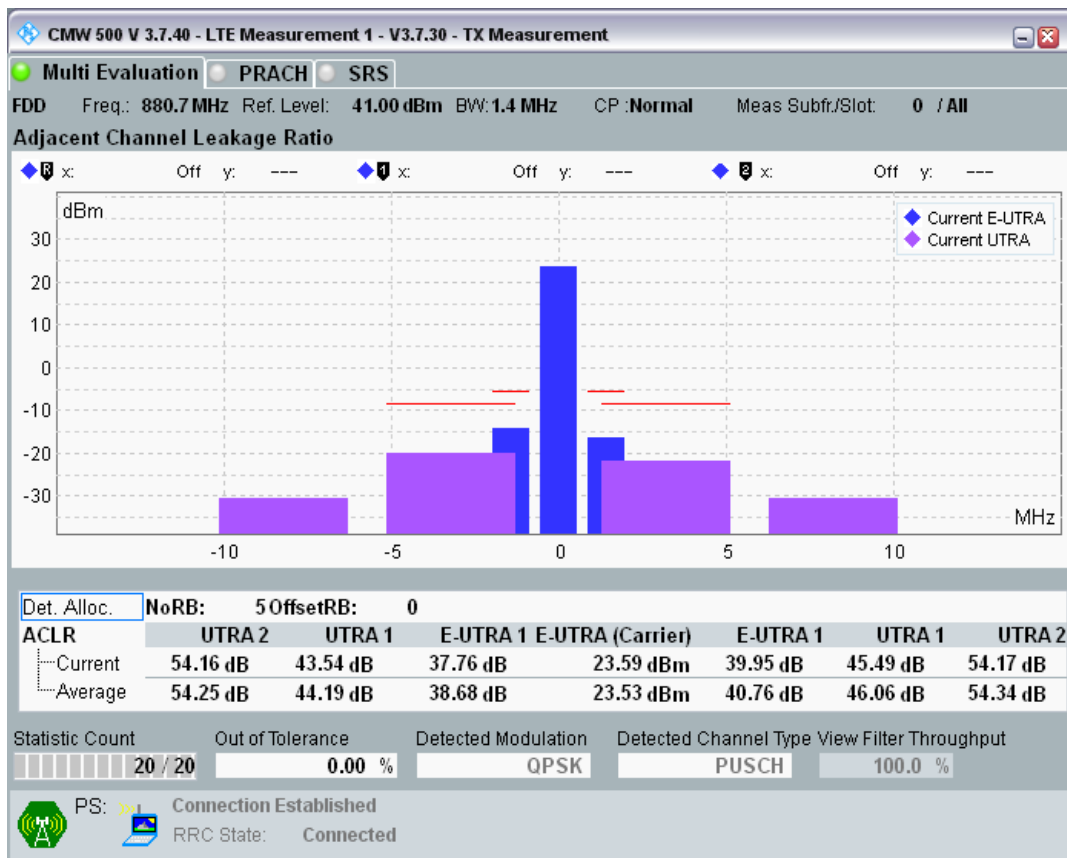 CMW 500 V 3.7.40 - LTE Measurement 1 - V3.7.30 - TX Measurement
Multi Evaluation PRACH SRS
FDD Freq.: 880.7 MHz Ref. Level: 41.00 dBm BW: 1.4 MHz CP :Normal Meas Subfr./Slot: 0 / All
Adjacent Channel Leakage Ratio
R x: Off y: --- 1 x: Off y: --- 2 x: Off y: ---
dBm
Current E-UTRA
Current UTRA
30
20
10
0
-10
-20
-30
MHz
-10 -5 0 5 10
Det. Alloc. NoRB: 5 OffsetRB: 0
ACLR UTRA 2 UTRA 1 E-UTRA 1 E-UTRA (Carrier) E-UTRA 1 UTRA 1 UTRA 2
Current 54.16 dB 43.54 dB 37.76 dB 23.59 dBm 39.95 dB 45.49 dB 54.17 dB
Average 54.25 dB 44.19 dB 38.68 dB 23.53 dBm 40.76 dB 46.06 dB 54.34 dB
Statistic Count Out of Tolerance Detected Modulation Detected Channel Type View Filter Throughput
20 / 20 0.00 % QPSK PUSCH 100.0 %
PS: Connection Established
RRC State: Connected